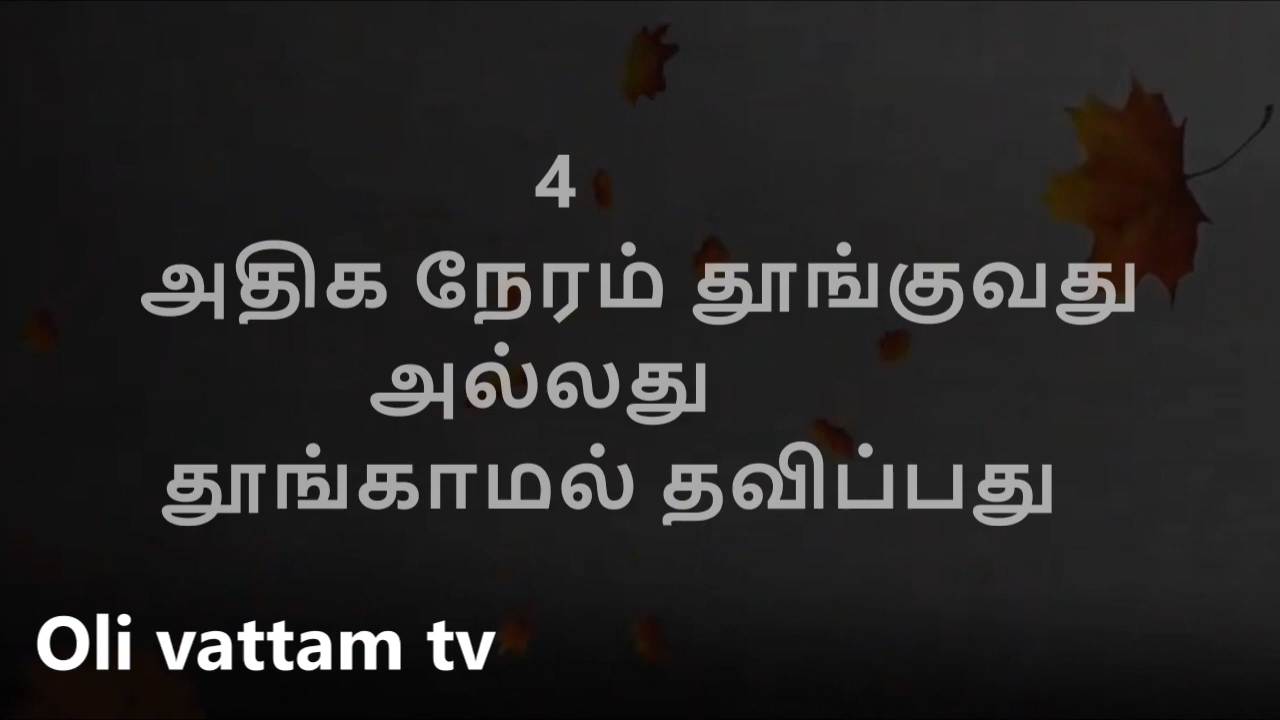 4
அதிக நேரம் தூங்குவது
அல்லது
தூங்காமல் தவிப்பது
Oli vattam tv